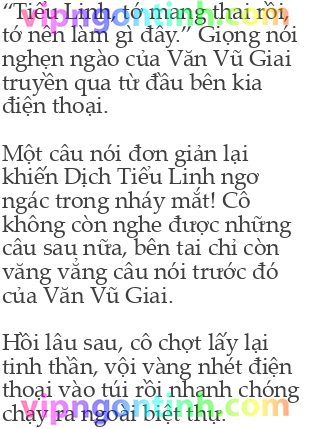 “Tiểu Linh, tớ mang thai rồi,
vipngontinh.com
tớ nên làm gì đây.” Giọng nói
nghẹn ngào của Văn Vũ Giai
truyền qua từ đầu bên kia
điện thoại.
Một câu nói đơn giản lại
khiến Dịch Tiểu Linh ngơ
ngác trong nháy mắt! Cô
không còn nghe được những
câu sau nữa, bên tai chỉ còn
văng vẳng câu nói trước đó
của Văn Vũ Giai.
Hồi lâu sau, cô chợt lấy lại
tinh thần, vội vàng nhét điện
thoại vào túi rồi nhanh chóng
vipngontinh.com
chạy ra ngoài biệt thự.